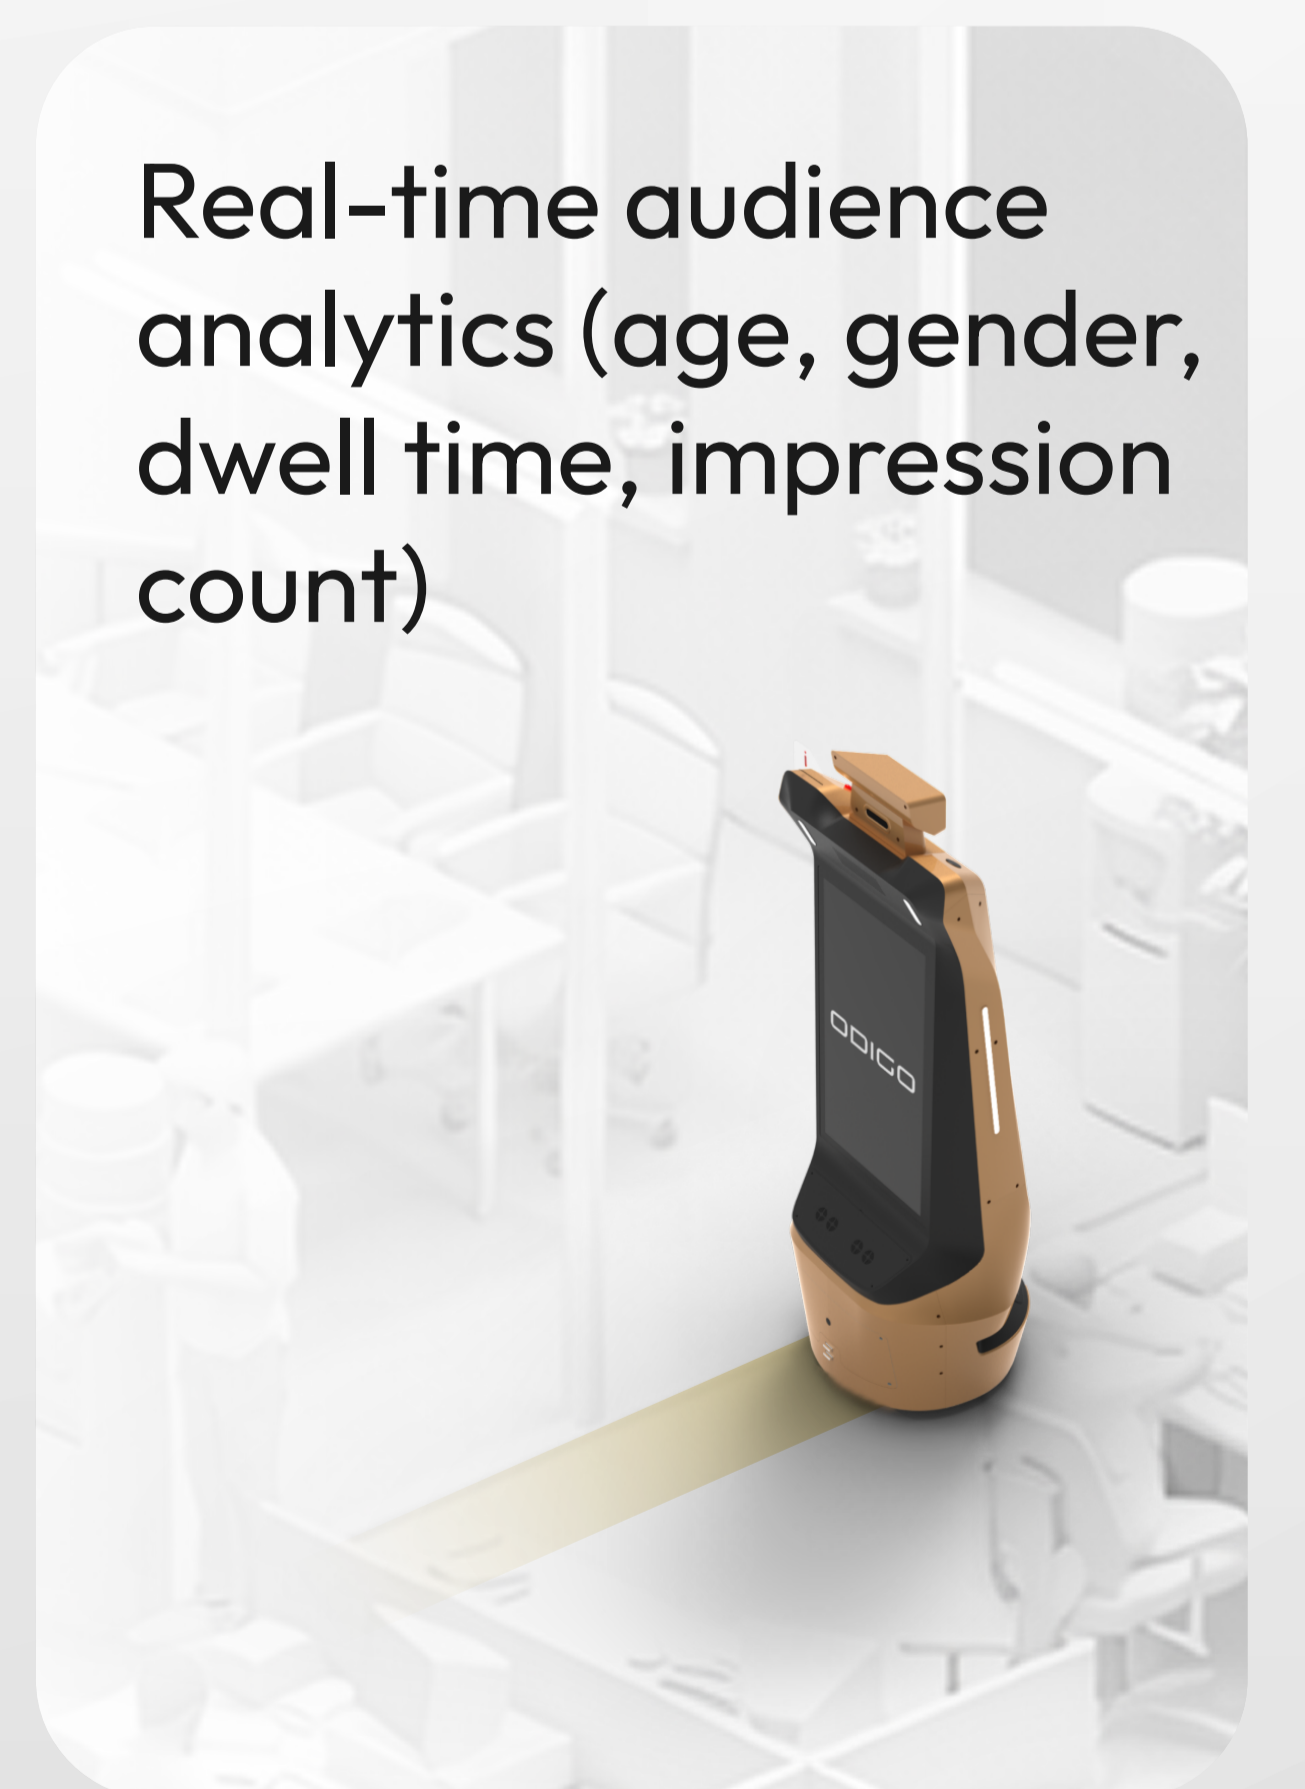 Real-time audience
analytics (age, gender,
dwell time, impression
count)
i
ODIGO